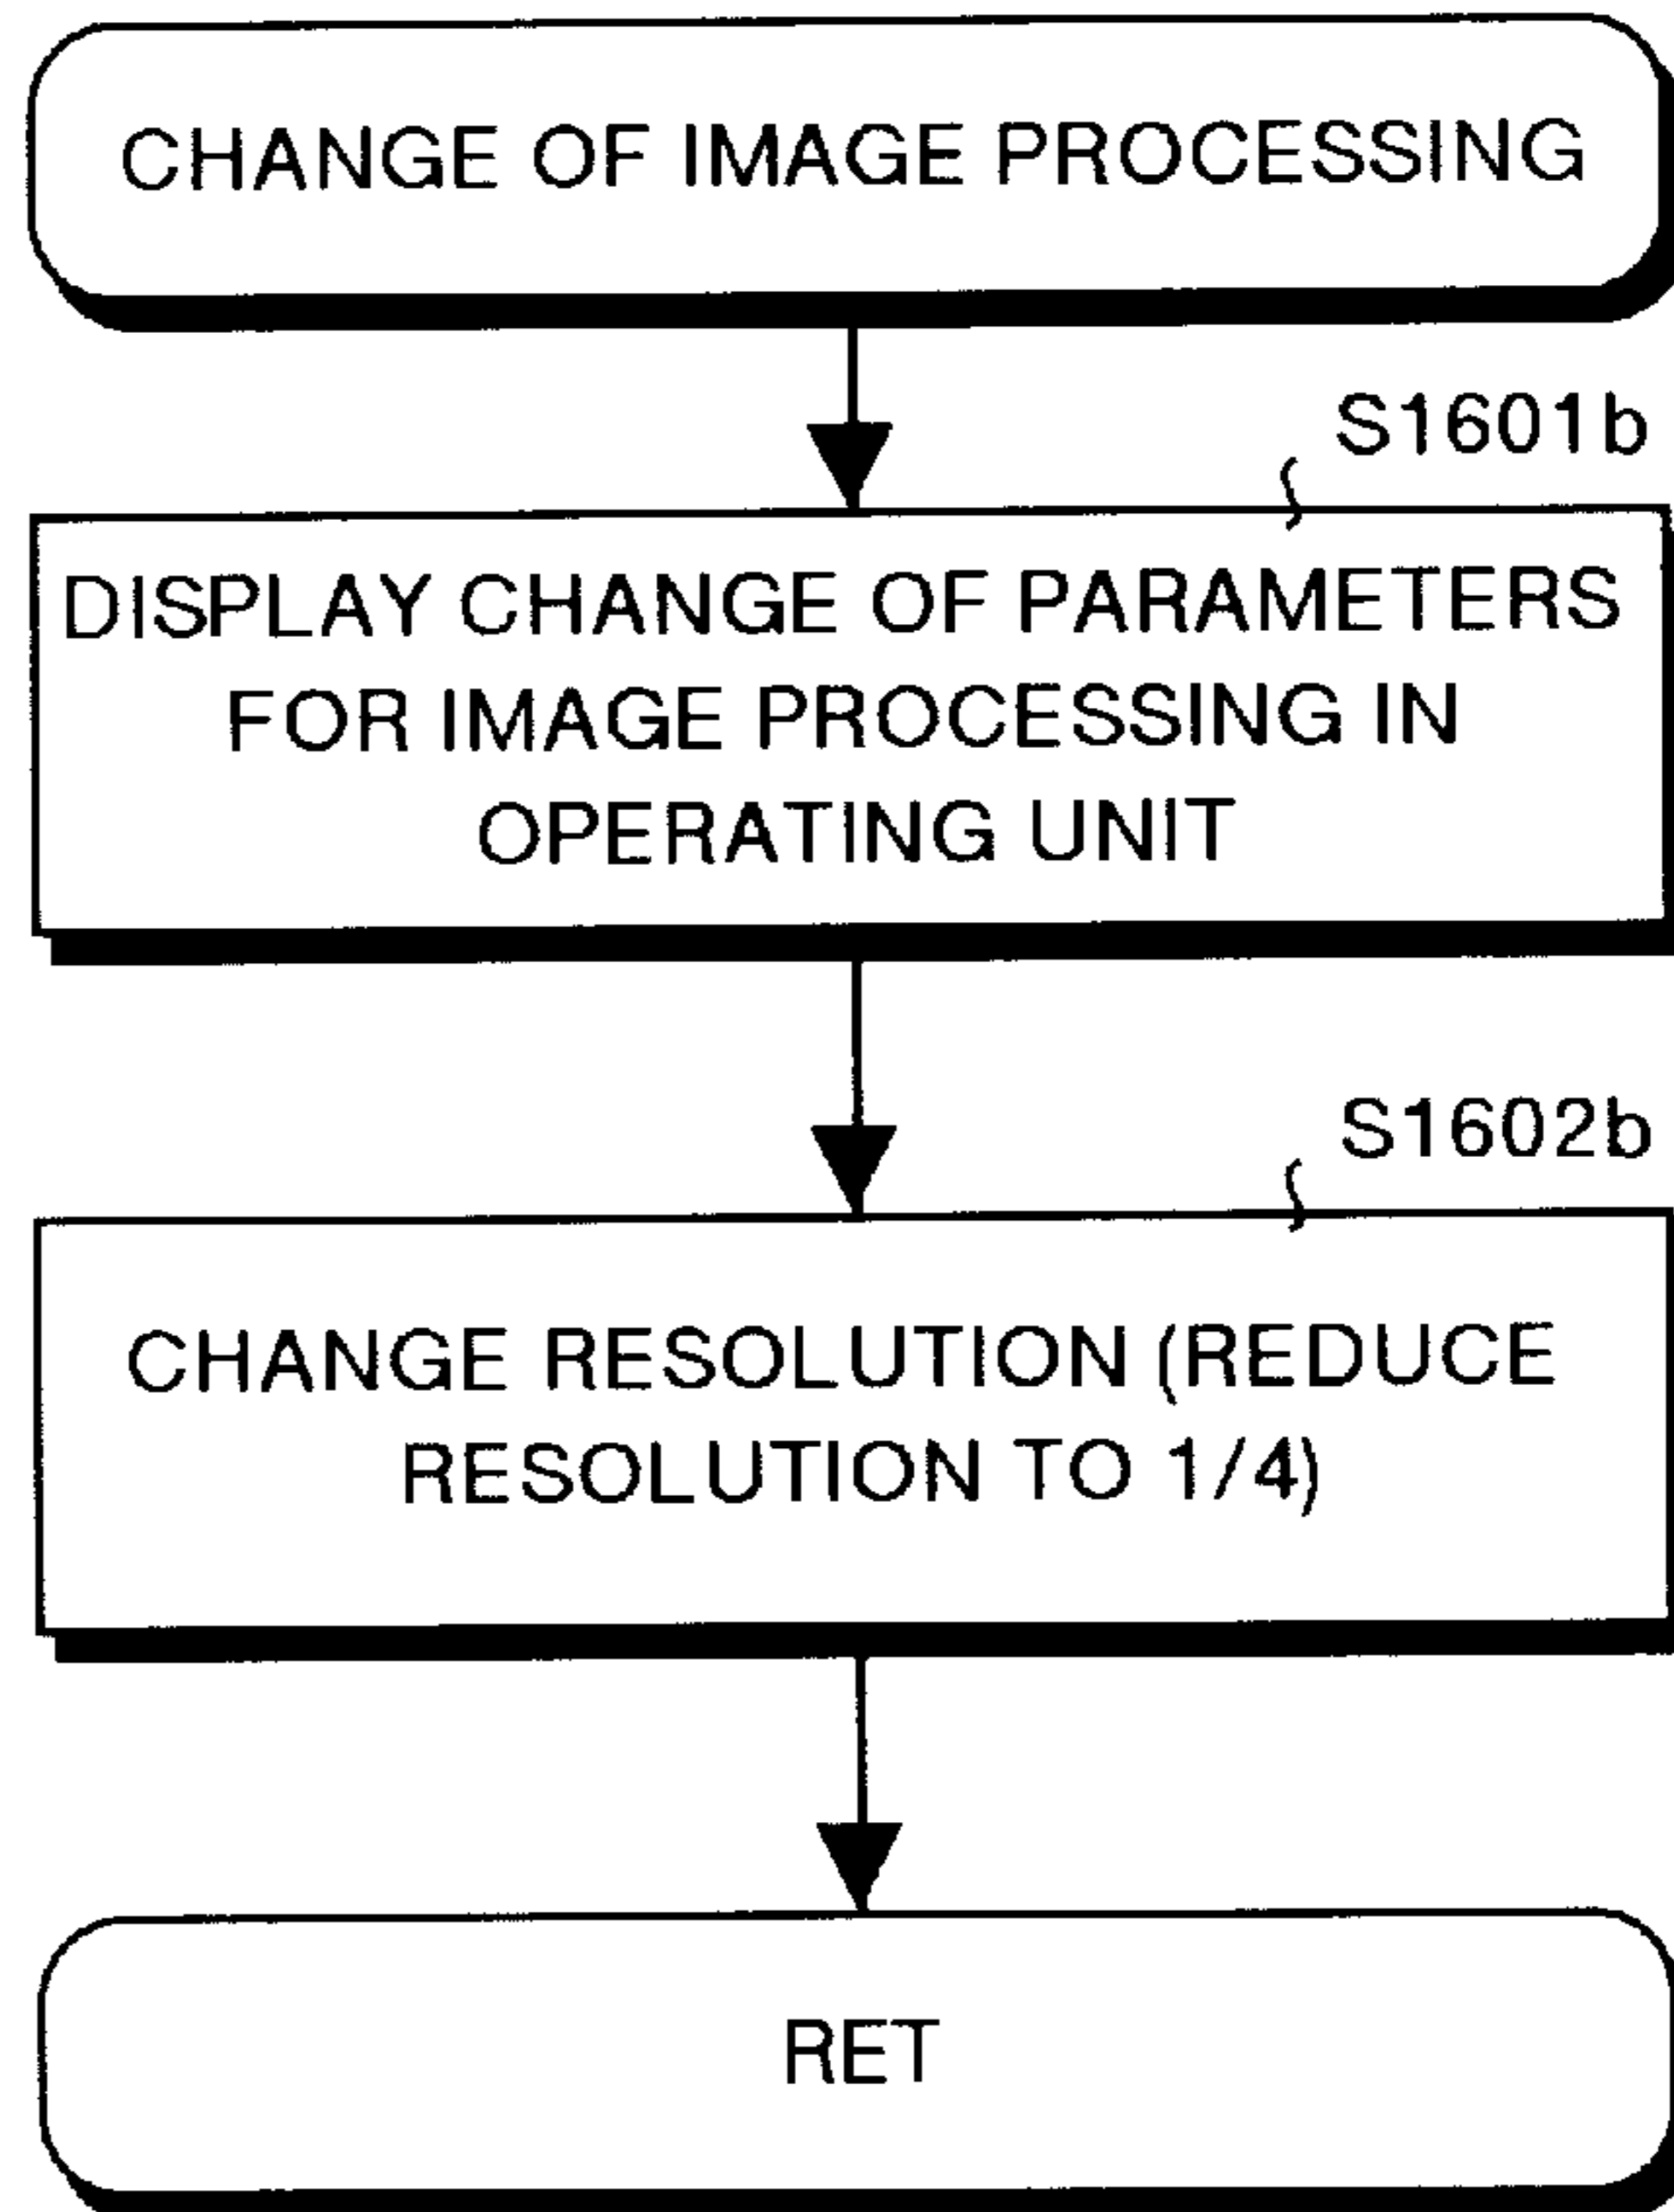 CHANGE OF IMAGE PROCESSING
S1601b
DISPLAY CHANGE OF PARAMETERS
FOR IMAGE PROCESSING IN
OPERATING UNIT
S1602b
CHANGE RESOLUTION (REDUCE
RESOLUTION TO 1/4)
RET